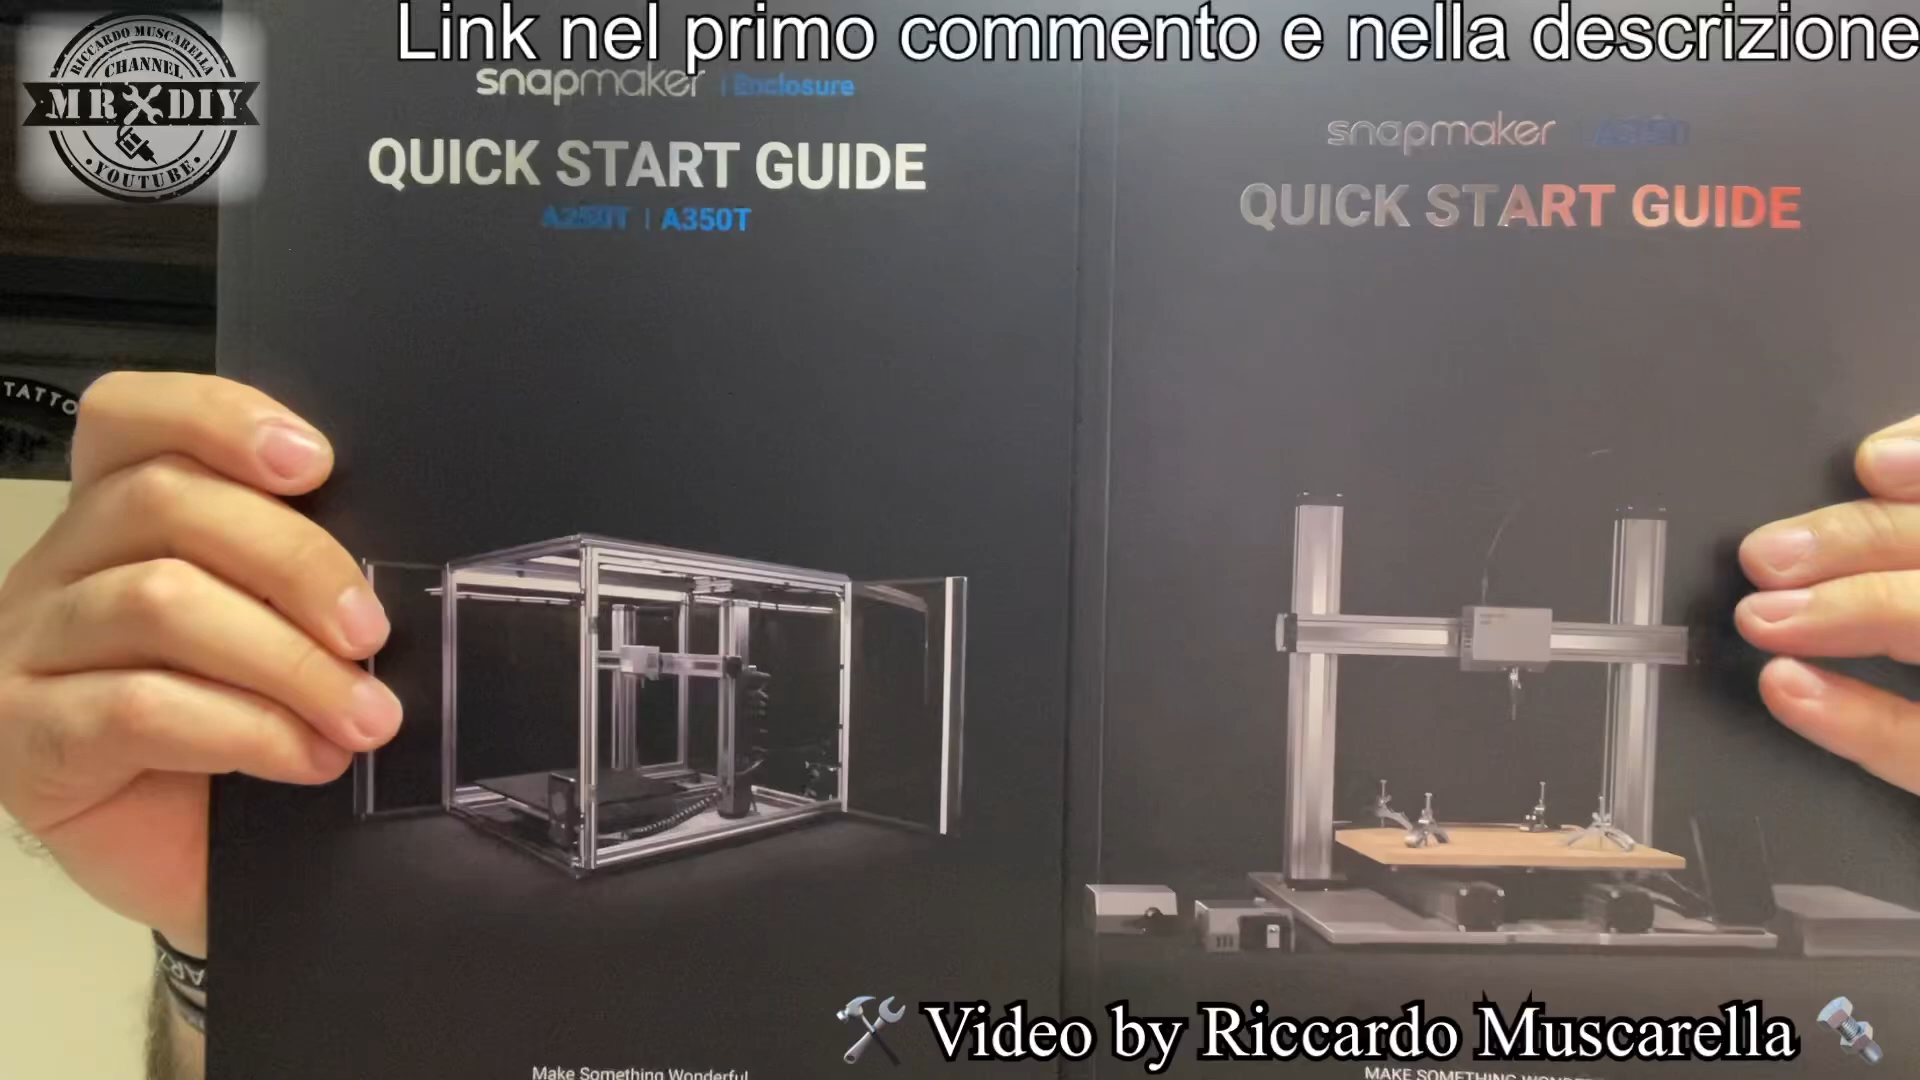 Link nel primo commento e nella descrizione
RICCARDO MUSCARELLA
CHANNEL
MR DIY
YOUTUBE
snapmaker | Enclosure
QUICK START GUIDE
A250T | A350T
snapmaker
QUICK START GUIDE
TATTO
Video by Riccardo Muscarella
Make Something Wonderful
MAKE SOMETHING